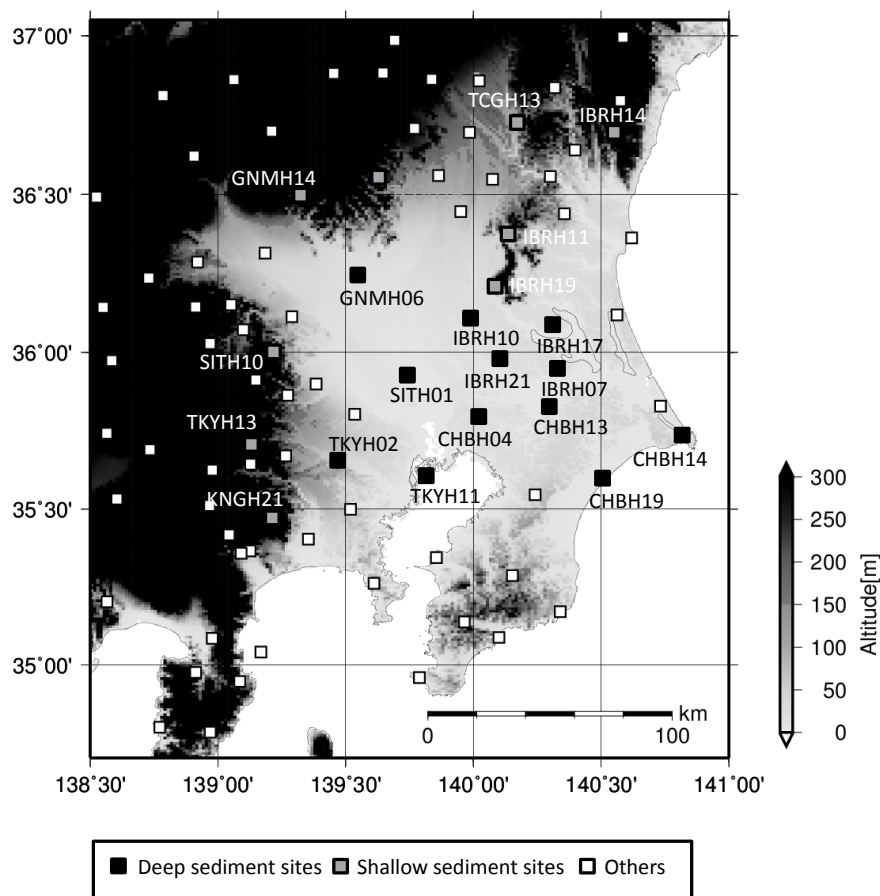 37°00'
TCGH13
IBRH14
GNMH14
36°30'
IBRH11
IBRH19
GNMH06
IBRH10
IBRH17
36°00'
SITH10
IBRH21
IBRH07
SITH01
CHBH13
TKYH13
TKYH02
CHBH04
CHBH14
KNGH21
TKYH11
CHBH19
35°30'
35°00'
km
0
100
138°30'
139°00'
139°30'
140°00'
140°30'
141°00'
300
250
200
150
100
50
0
Altitude[m]
Deep sediment sites Shallow sediment sites Others